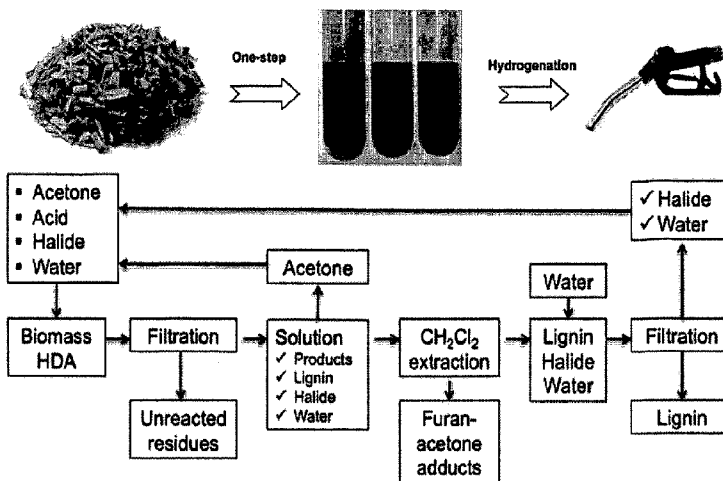 One-step
Hydrogenation
▪ Acetone
▪ Acid
▪ Halide
▪ Water
✓ Halide
✓ Water
Acetone
Water
Biomass
HDA
Filtration
Solution
✓ Products
✓ Lignin
✓ Halide
✓ Water
CH₂Cl₂
extraction
Lignin
Halide
Water
Filtration
Unreacted
residues
Furan-
acetone
adducts
Lignin